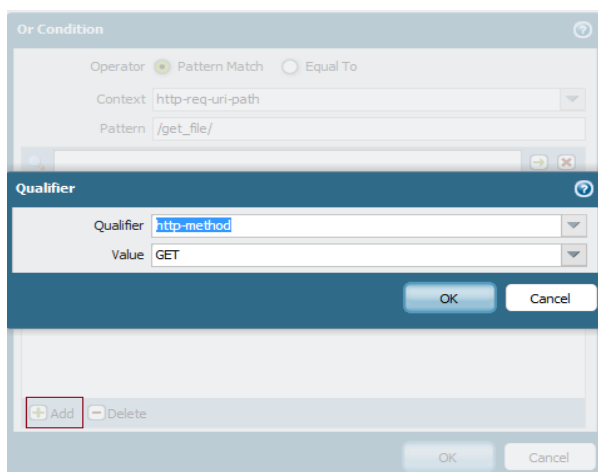 Or Condition
Operator Pattern Match Equal To
Context http-req-uri-path
Pattern /get_file/
Qualifier
Qualifier http-method
Value GET
OK Cancel
Add Delete
OK Cancel